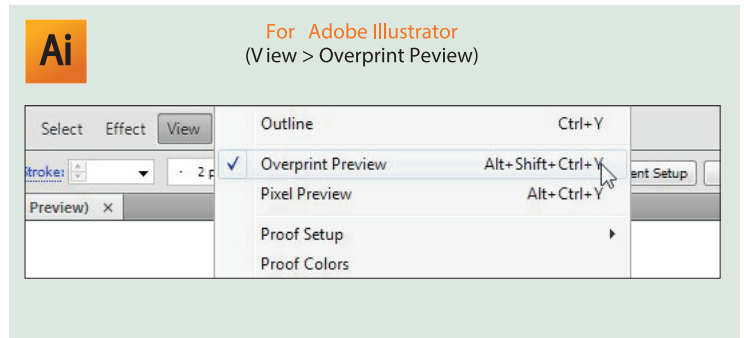 Ai
For Adobe Illustrator
(View > Overprint Peview)
Select Effect View
Outline Ctrl+Y
Stroke: 2 p
Overprint Preview Alt+Shift+Ctrl+Y
ent Setup
Pixel Preview Alt+Ctrl+Y
Preview) ×
Proof Setup
Proof Colors